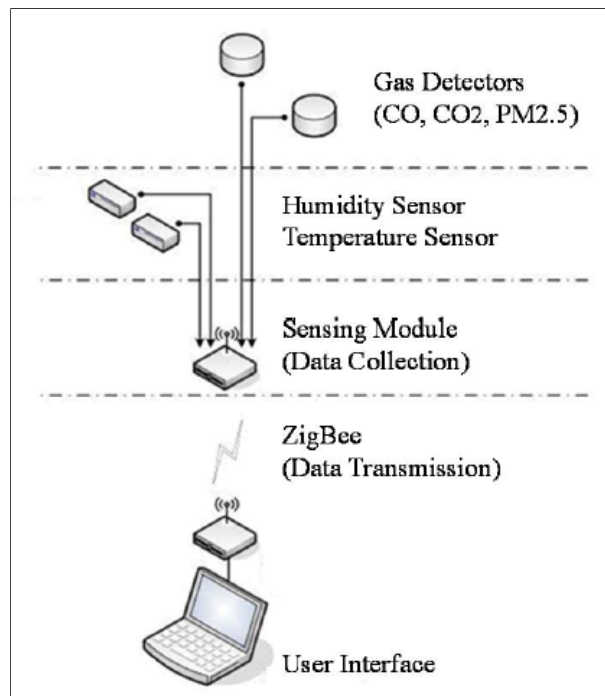 Gas Detectors
(CO, CO2, PM2.5)
Humidity Sensor
Temperature Sensor
Sensing Module
(Data Collection)
ZigBee
(Data Transmission)
User Interface